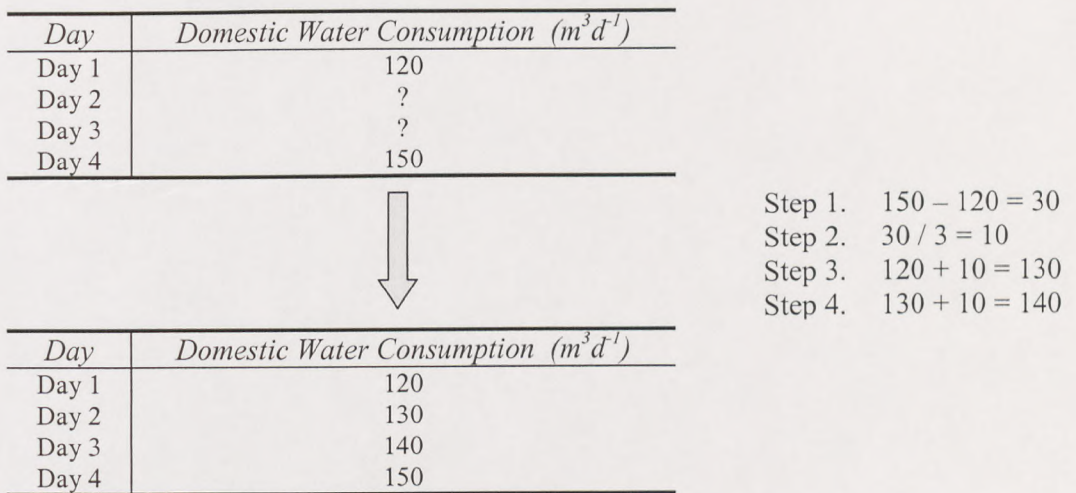 Day Domestic Water Consumption (m³d⁻¹)
Day 1 120
Day 2 ?
Day 3 ?
Day 4 150
Step 1. 150 – 120 = 30
Step 2. 30 / 3 = 10
Step 3. 120 + 10 = 130
Step 4. 130 + 10 = 140
Day Domestic Water Consumption (m³d⁻¹)
Day 1 120
Day 2 130
Day 3 140
Day 4 150